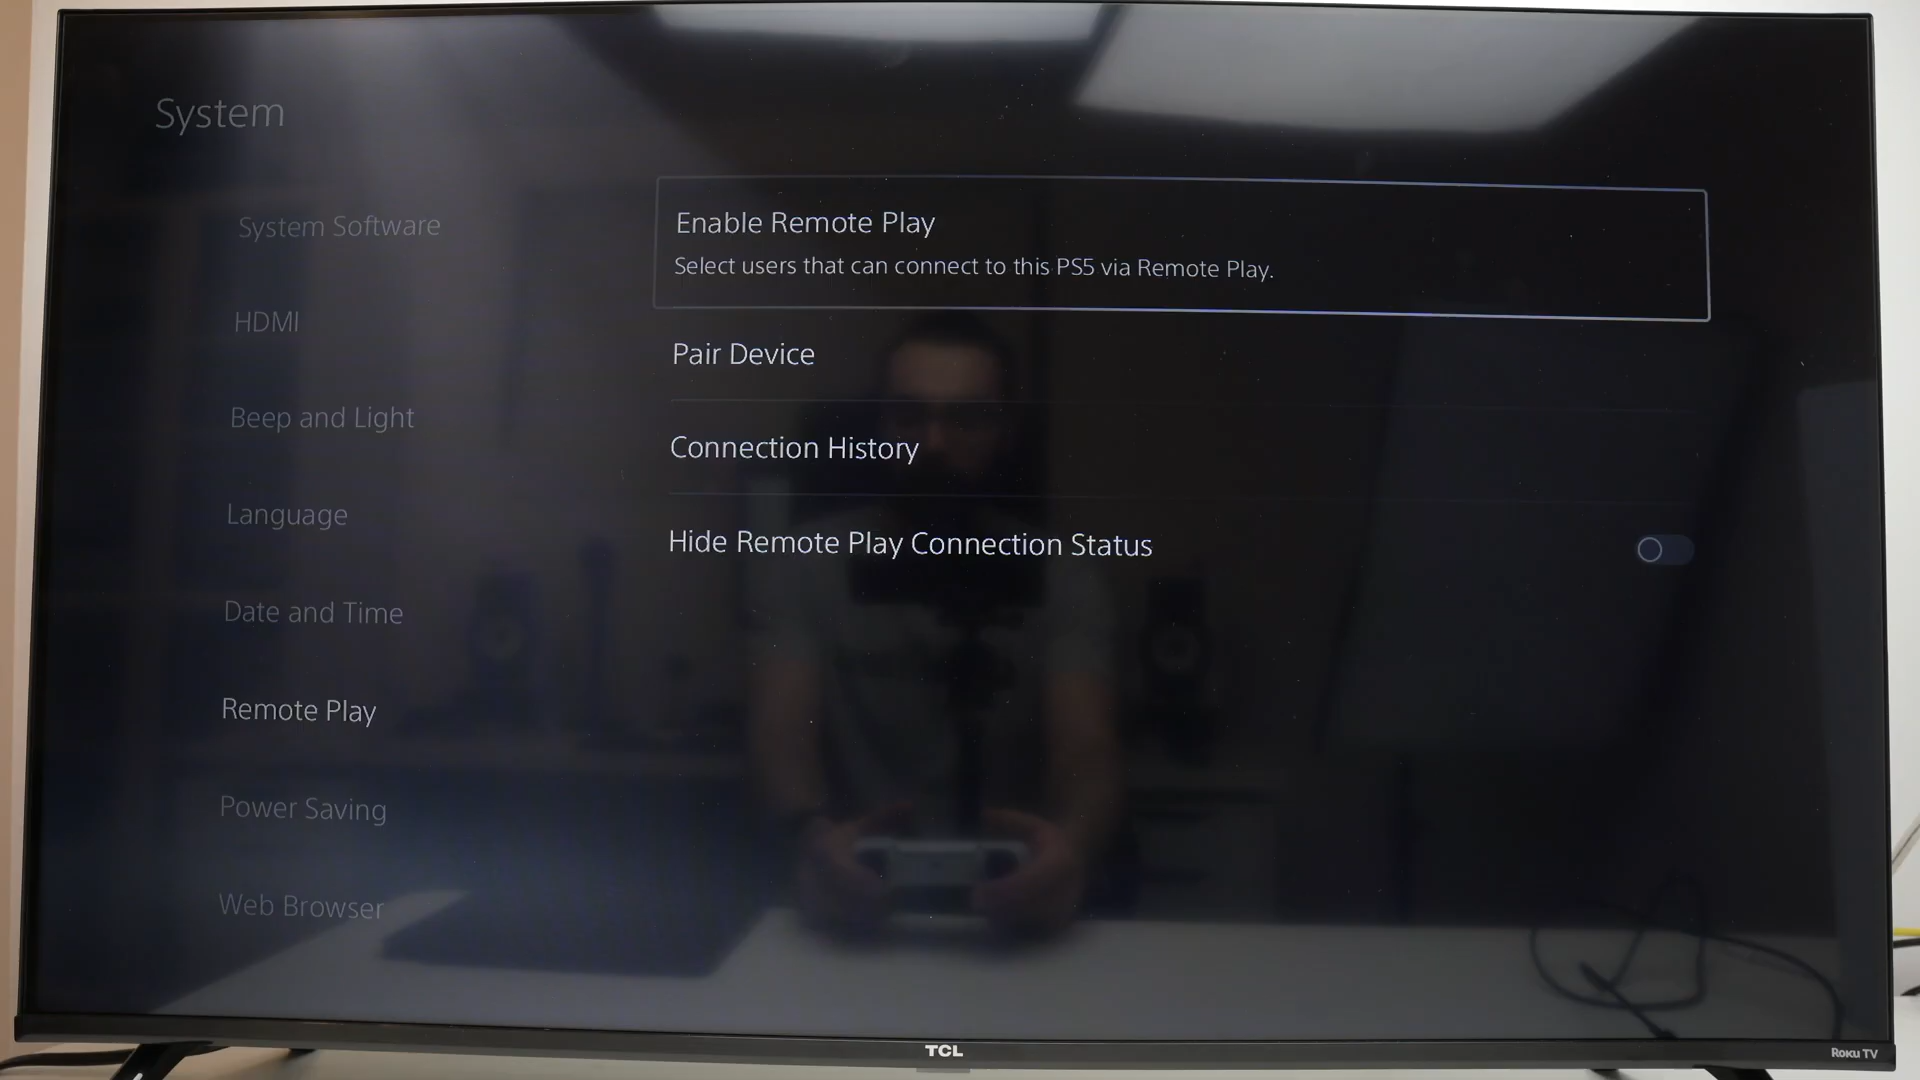 System
System Software
HDMI
Beep and Light
Language
Date and Time
Remote Play
Power Saving
Web Browser
Enable Remote Play
Select users that can connect to this PS5 via Remote Play.
Pair Device
Connection History
Hide Remote Play Connection Status
TCL
Roku TV